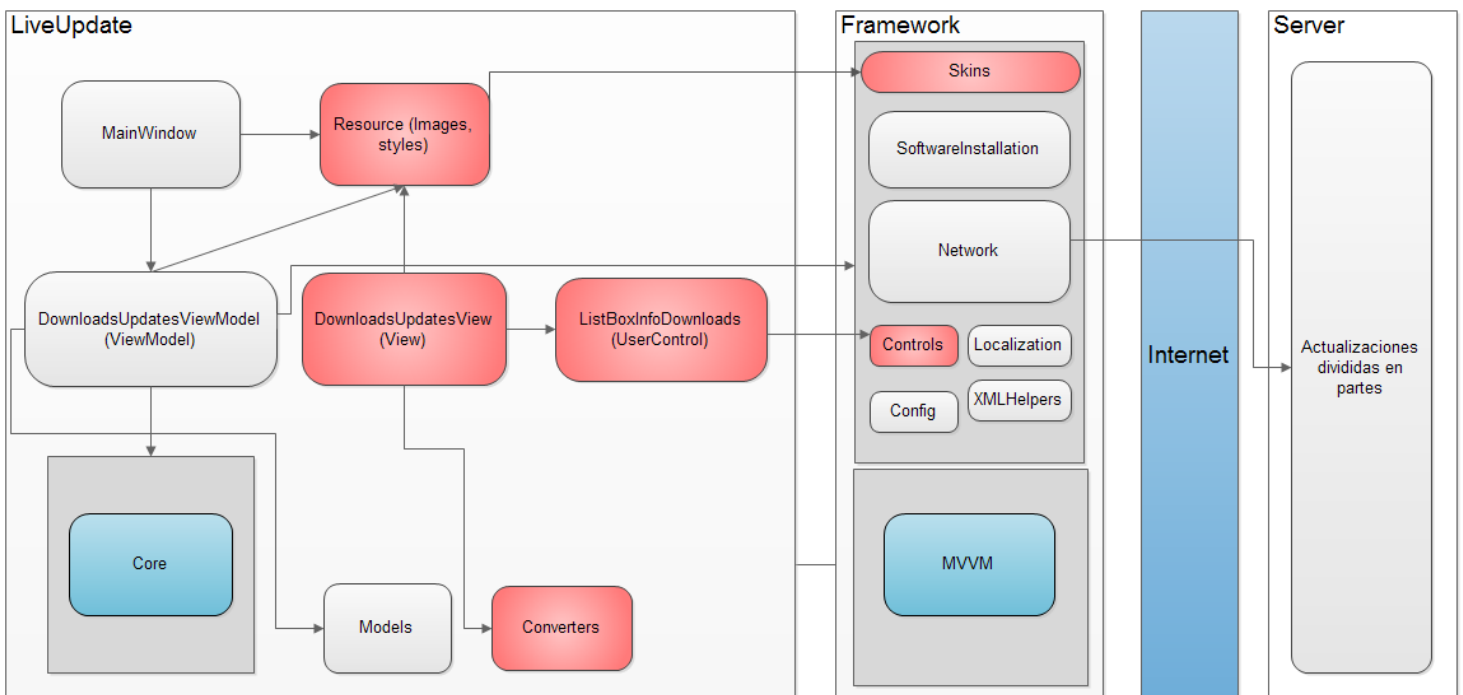 LiveUpdate
MainWindow
Resource (Images,
styles)
DownloadsUpdatesViewModel
(ViewModel)
DownloadsUpdatesView
(View)
ListBoxInfoDownloads
(UserControl)
Core
Models
Converters
Framework
Skins
SoftwareInstallation
Network
Controls
Localization
Config
XMLHelpers
MVVM
Internet
Server
Actualizaciones
divididas en
partes